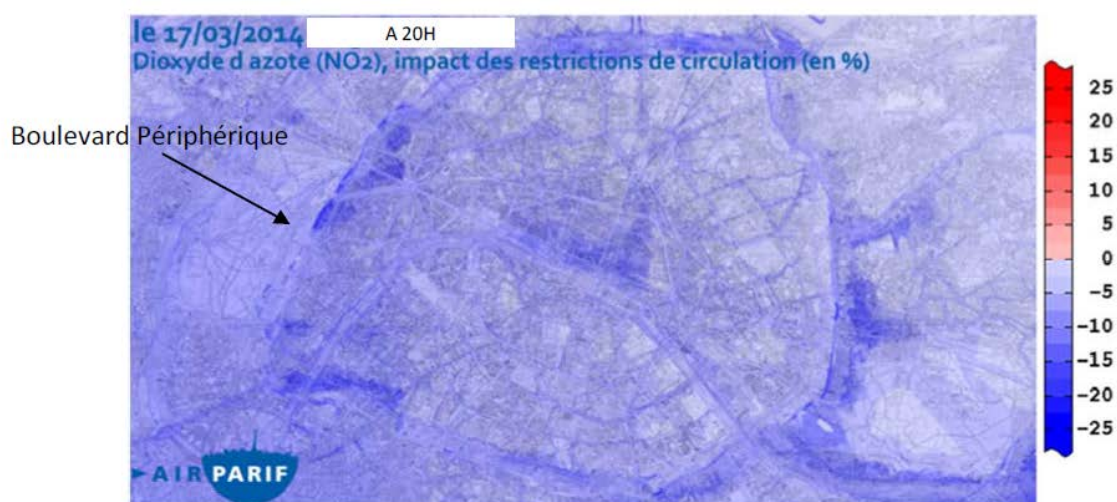 le 17/03/2014 A 20H
Dioxyde d azote (NO2), impact des restrictions de circulation (en %)
Boulevard Périphérique
25
20
15
10
5
0
−5
−10
−15
−20
−25
AIRPARIF